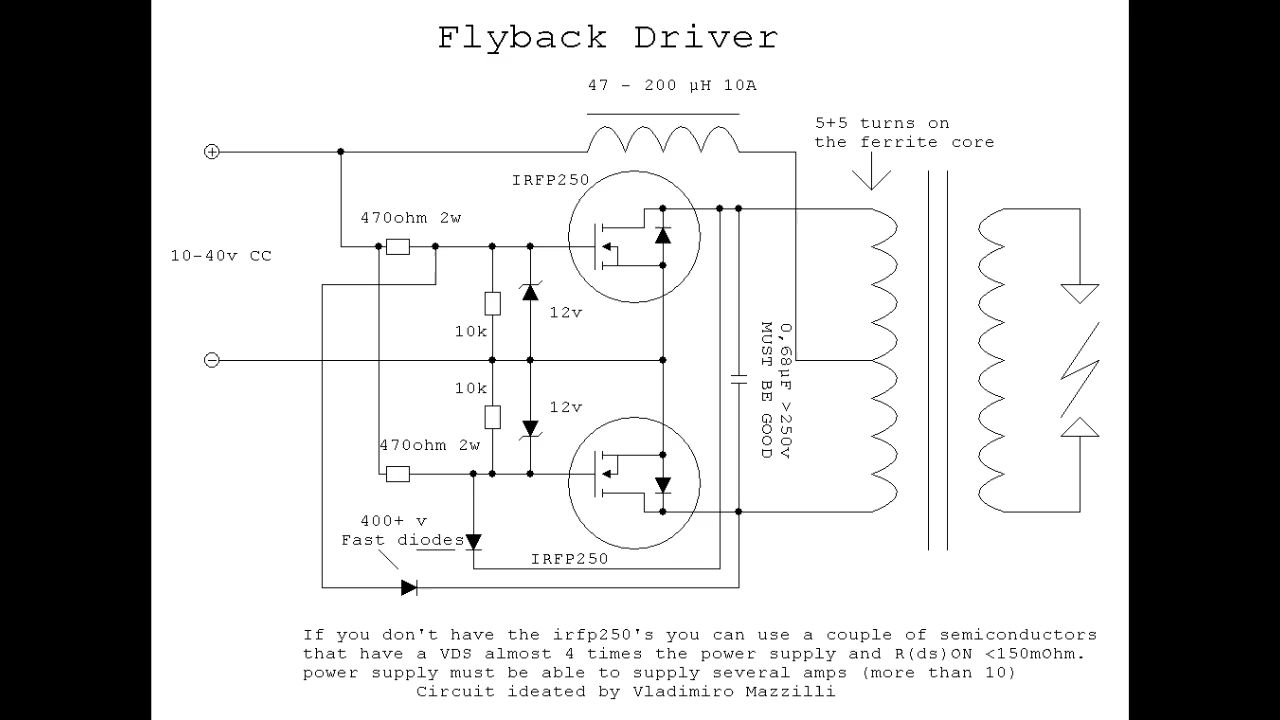 Flyback Driver
47 - 200 µH 10A
5+5 turns on
the ferrite core
+
IRFP250
470ohm 2w
10-40v CC
12v
10k
-
10k
12v
470ohm 2w
0,68µF >250v
MUST BE GOOD
400+ v
Fast diodes
IRFP250
If you don't have the irfp250's you can use a couple of semiconductors
that have a VDS almost 4 times the power supply and R(ds)ON <150mOhm.
power supply must be able to supply several amps (more than 10)
Circuit ideated by Vladimiro Mazzilli